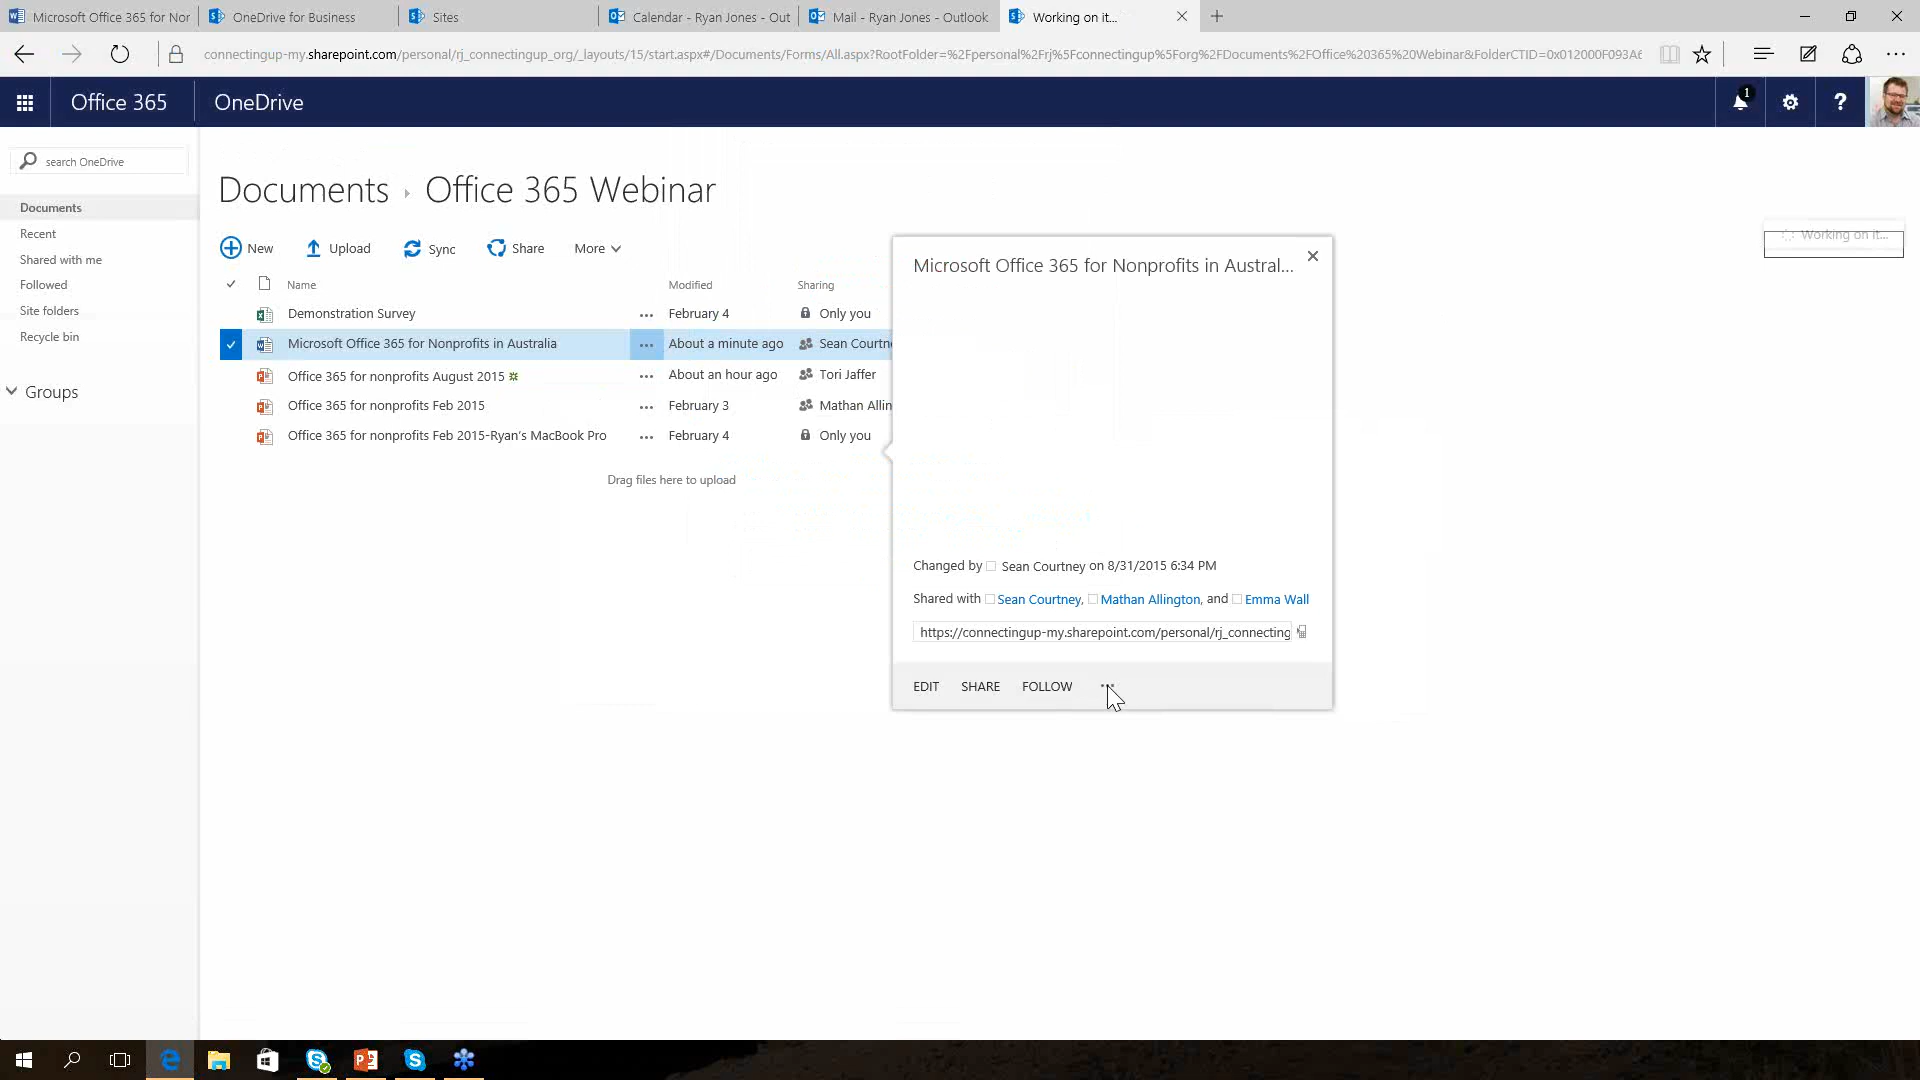 Microsoft Office 365 for Nor
OneDrive for Business
Sites
Calendar - Ryan Jones - Out
Mail - Ryan Jones - Outlook
Working on it...
connectingup-my.sharepoint.com/personal/rj_connectingup_org/_layouts/15/start.aspx#/Documents/Forms/All.aspx?RootFolder=%2Fpersonal%2Frj%5Fconnectingup%5Forg%2FDocuments%2FOffice%20365%20Webinar&FolderCTID=0x012000F093A6
Office 365
OneDrive
1
?
search OneDrive
Documents
Recent
Shared with me
Followed
Site folders
Recycle bin
Groups
Documents › Office 365 Webinar
New
Upload
Sync
Share
More
Working on it...
Name Modified Sharing
Demonstration Survey ... February 4 Only you
Microsoft Office 365 for Nonprofits in Australia ... About a minute ago Sean Courtn
Office 365 for nonprofits August 2015 ... About an hour ago Tori Jaffer
Office 365 for nonprofits Feb 2015 ... February 3 Mathan Allin
Office 365 for nonprofits Feb 2015-Ryan's MacBook Pro ... February 4 Only you
Drag files here to upload
Microsoft Office 365 for Nonprofits in Austral...
Changed by Sean Courtney on 8/31/2015 6:34 PM
Shared with Sean Courtney, Mathan Allington, and Emma Wall
https://connectingup-my.sharepoint.com/personal/rj_connecting
EDIT SHARE FOLLOW ...